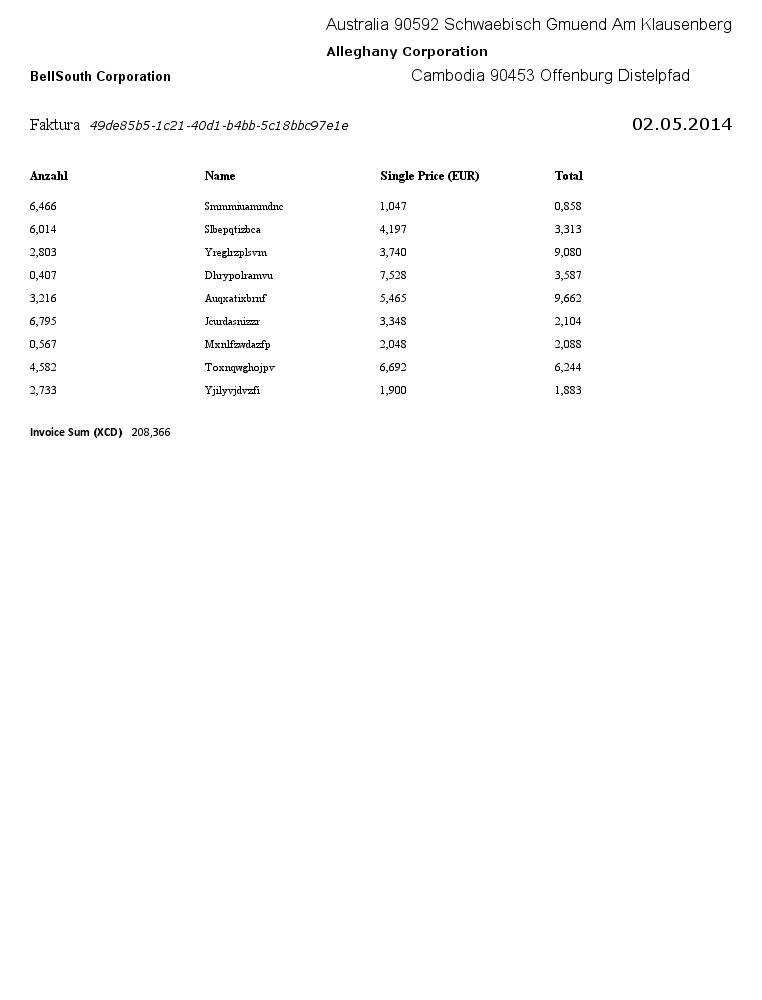 Australia 90592 Schwaebisch Gmuend Am Klausenberg
Alleghany Corporation
BellSouth Corporation Cambodia 90453 Offenburg Distelpfad
Faktura 49de85b5-1c21-40d1-b4bb-5c18bbc97e1e 02.05.2014
Anzahl Name Single Price (EUR) Total
6,466 Smmmiuammdnc 1,047 0,858
6,014 Slbepqtizbca 4,197 3,313
2,803 Yreglrzplsvm 3,740 9,080
0,407 Dhrypolramvu 7,528 3,587
3,216 Auqxatixbrnf 5,465 9,662
6,795 Jcurdasnizzr 3,348 2,104
0,567 Mxnlfzwdazfp 2,048 2,088
4,582 Toxnqwghojpv 6,692 6,244
2,733 Yjilyvjdvzfi 1,900 1,883
Invoice Sum (XCD) 208,366